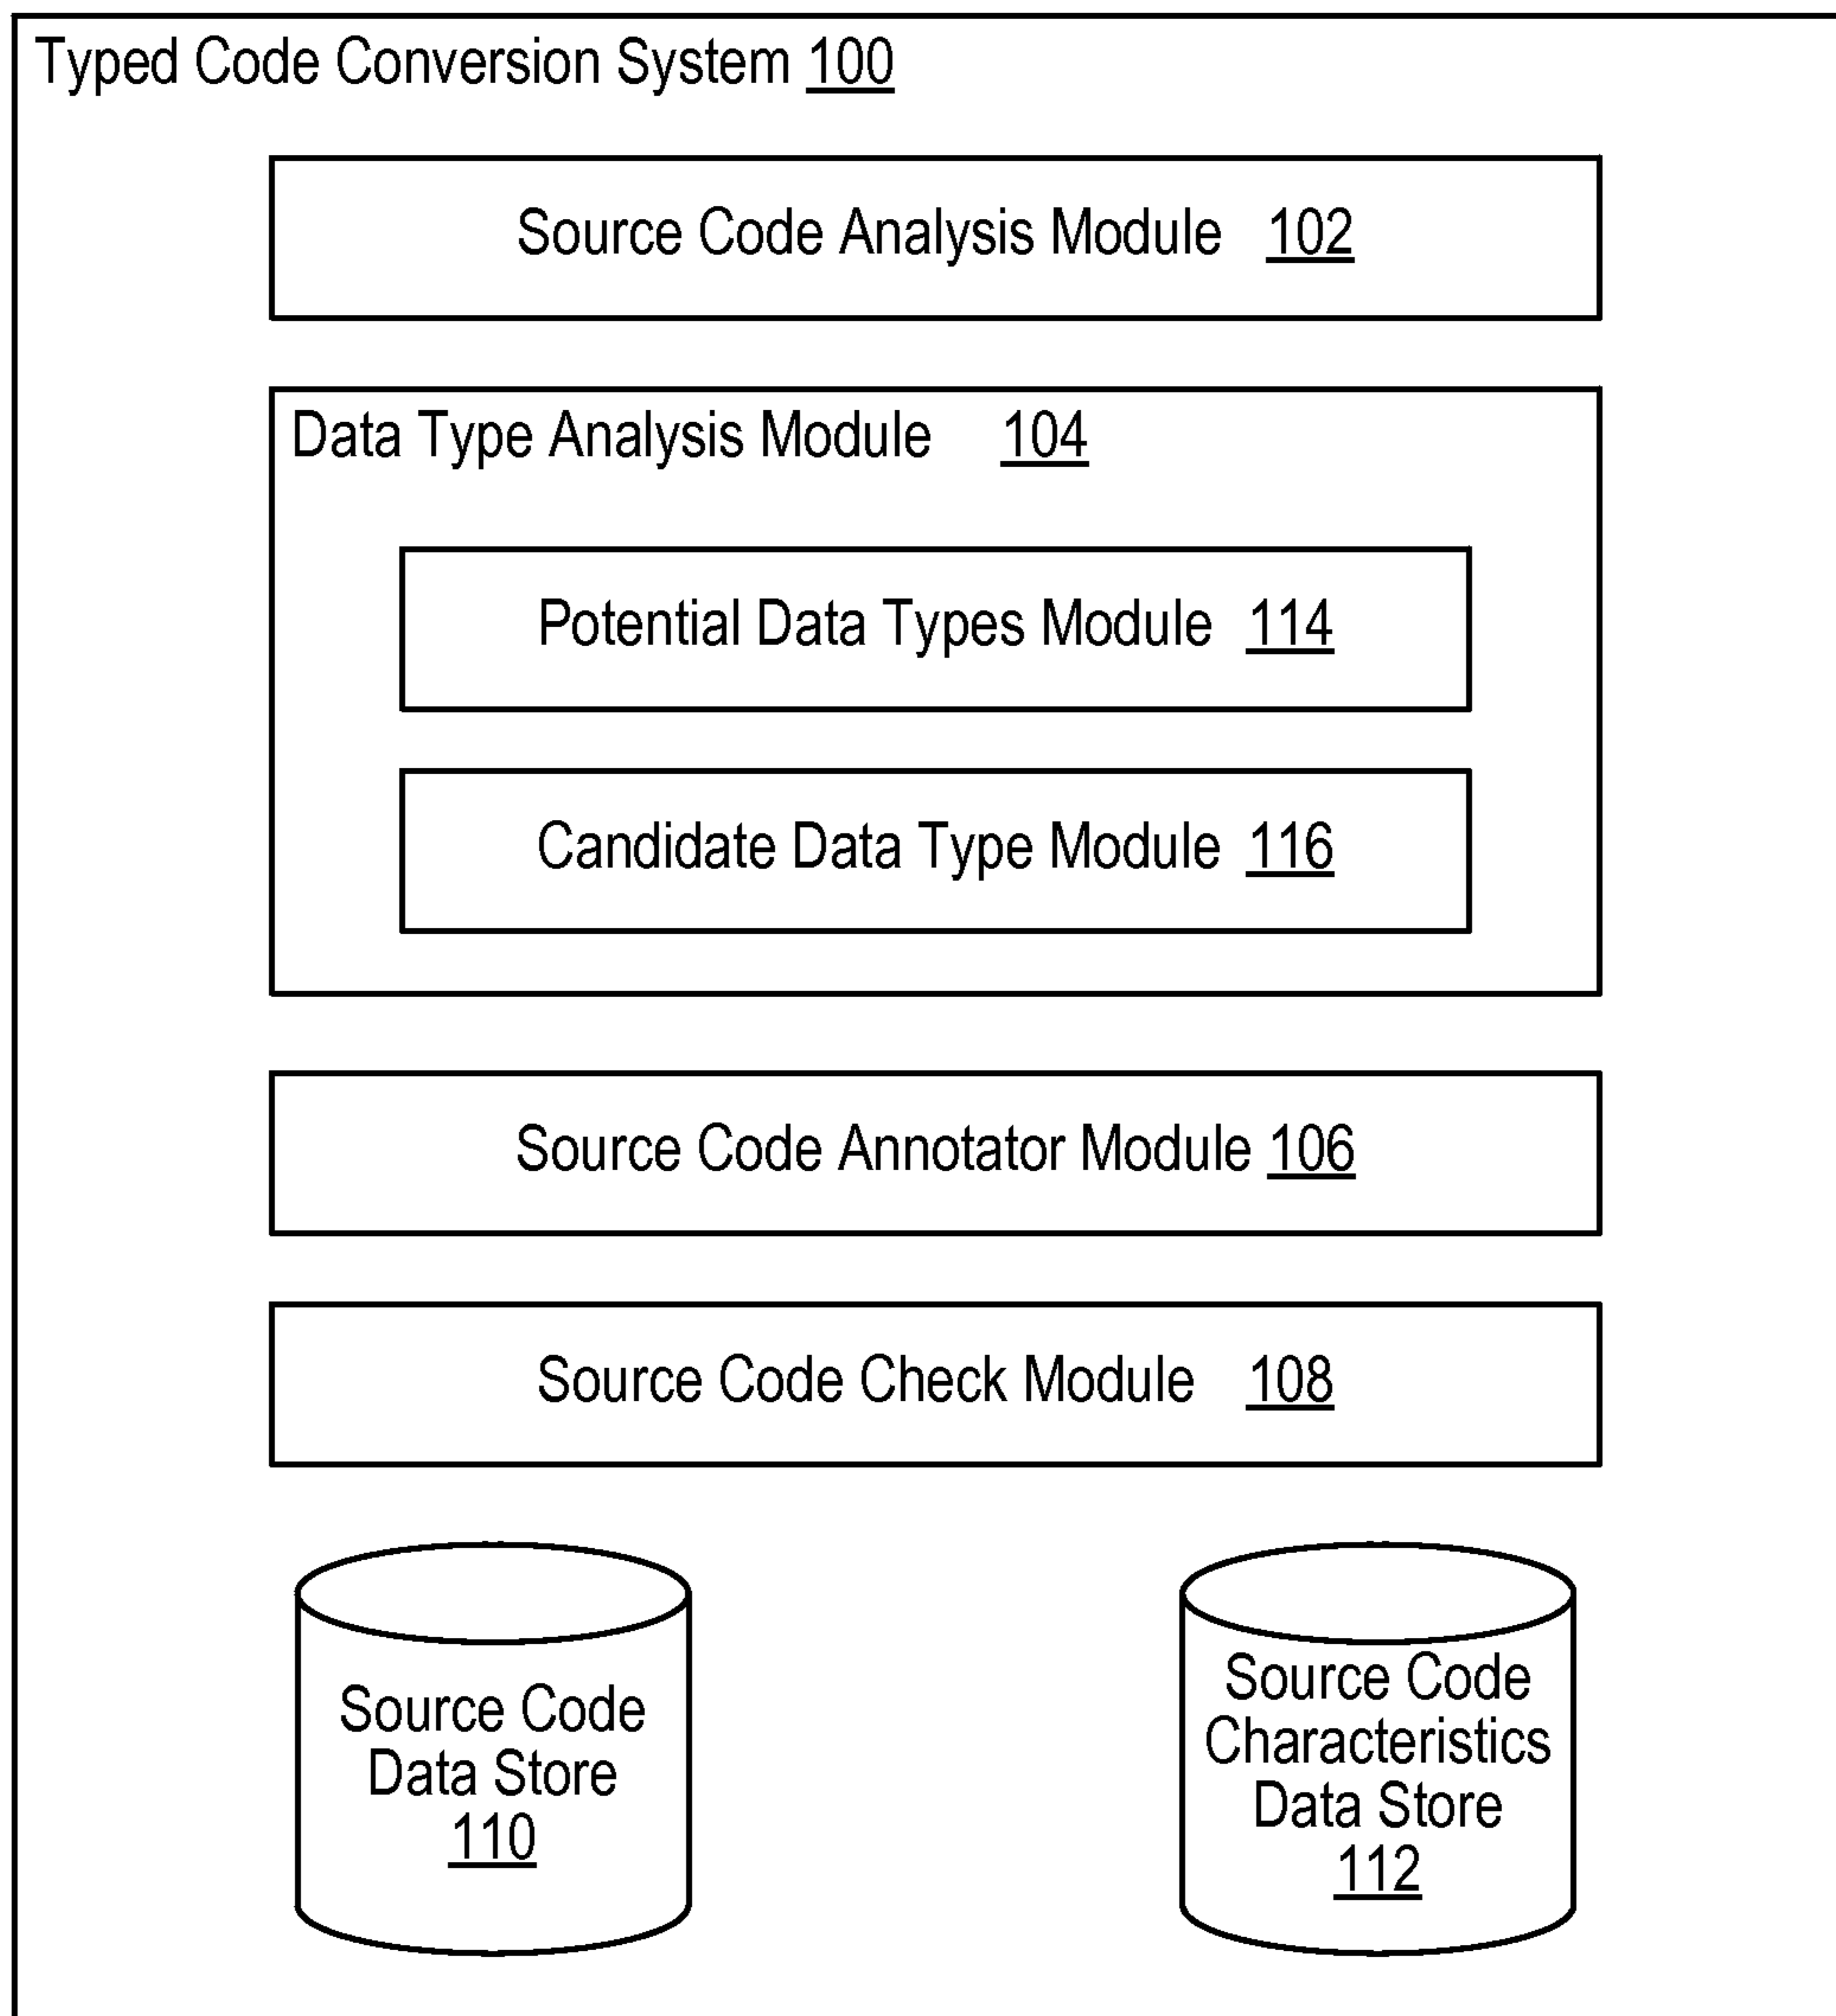 Typed Code Conversion System 100
Source Code Analysis Module 102
Data Type Analysis Module 104
Potential Data Types Module 114
Candidate Data Type Module 116
Source Code Annotator Module 106
Source Code Check Module 108
Source Code
Data Store
110
Source Code
Characteristics
Data Store
112